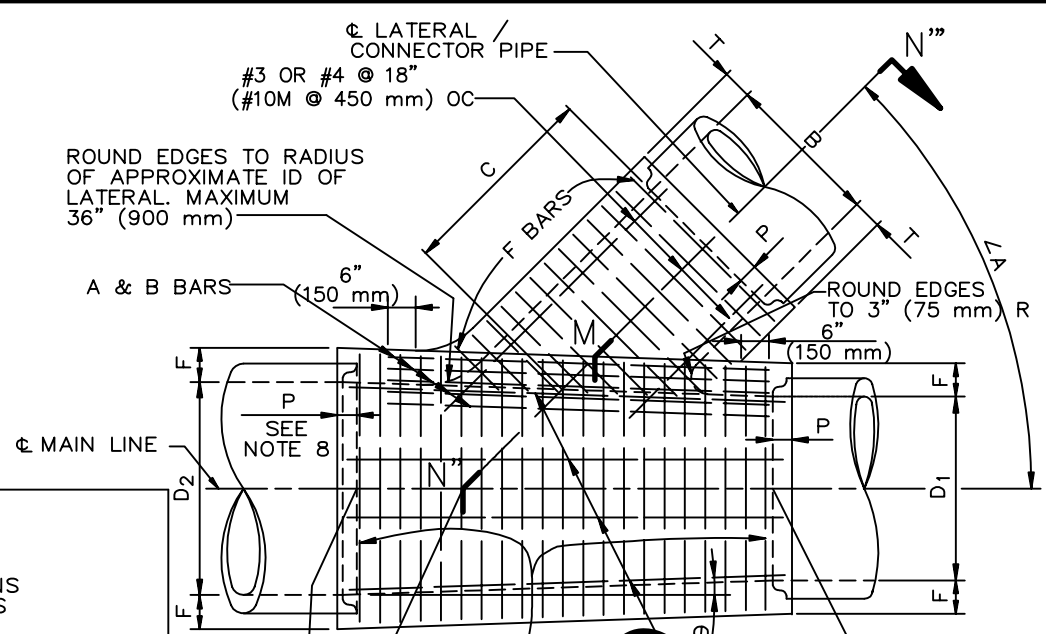 ℄ LATERAL /
CONNECTOR PIPE
#3 OR #4 @ 18"
(#10M @ 450 mm) OC
ROUND EDGES TO RADIUS
OF APPROXIMATE ID OF
LATERAL. MAXIMUM
36" (900 mm)
A & B BARS
6"
(150 mm)
T
N'''
B
C
F BARS
P
T
∠A
ROUND EDGES
TO 3" (75 mm) R
M
6"
(150 mm)
F
F
P
SEE
NOTE 8
P
℄ MAIN LINE
N''
D2
D1
F
F
θ
NS
S